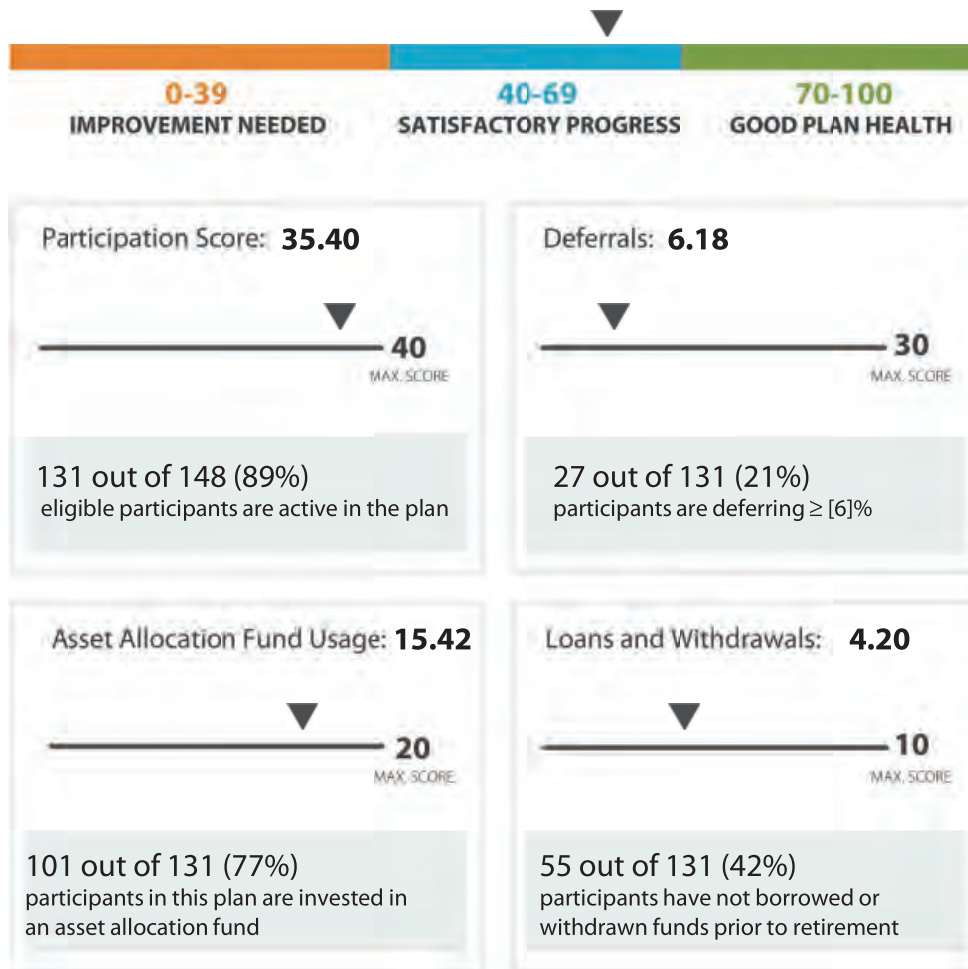 0-39
IMPROVEMENT NEEDED
40-69
SATISFACTORY PROGRESS
70-100
GOOD PLAN HEALTH
Participation Score: 35.40
40
MAX. SCORE
131 out of 148 (89%)
eligible participants are active in the plan
Deferrals: 6.18
30
MAX. SCORE
27 out of 131 (21%)
participants are deferring ≥ [6]%
Asset Allocation Fund Usage: 15.42
20
MAX. SCORE
101 out of 131 (77%)
participants in this plan are invested in
an asset allocation fund
Loans and Withdrawals: 4.20
10
MAX. SCORE
55 out of 131 (42%)
participants have not borrowed or
withdrawn funds prior to retirement